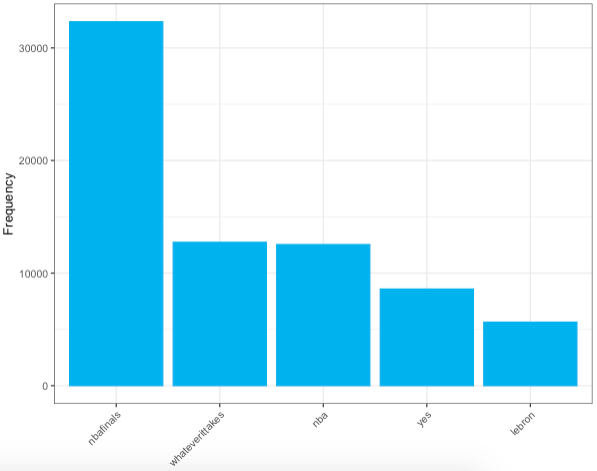 Frequency
30000
20000
10000
0
nbafinals
whateverittakes
nba
yes
lebron